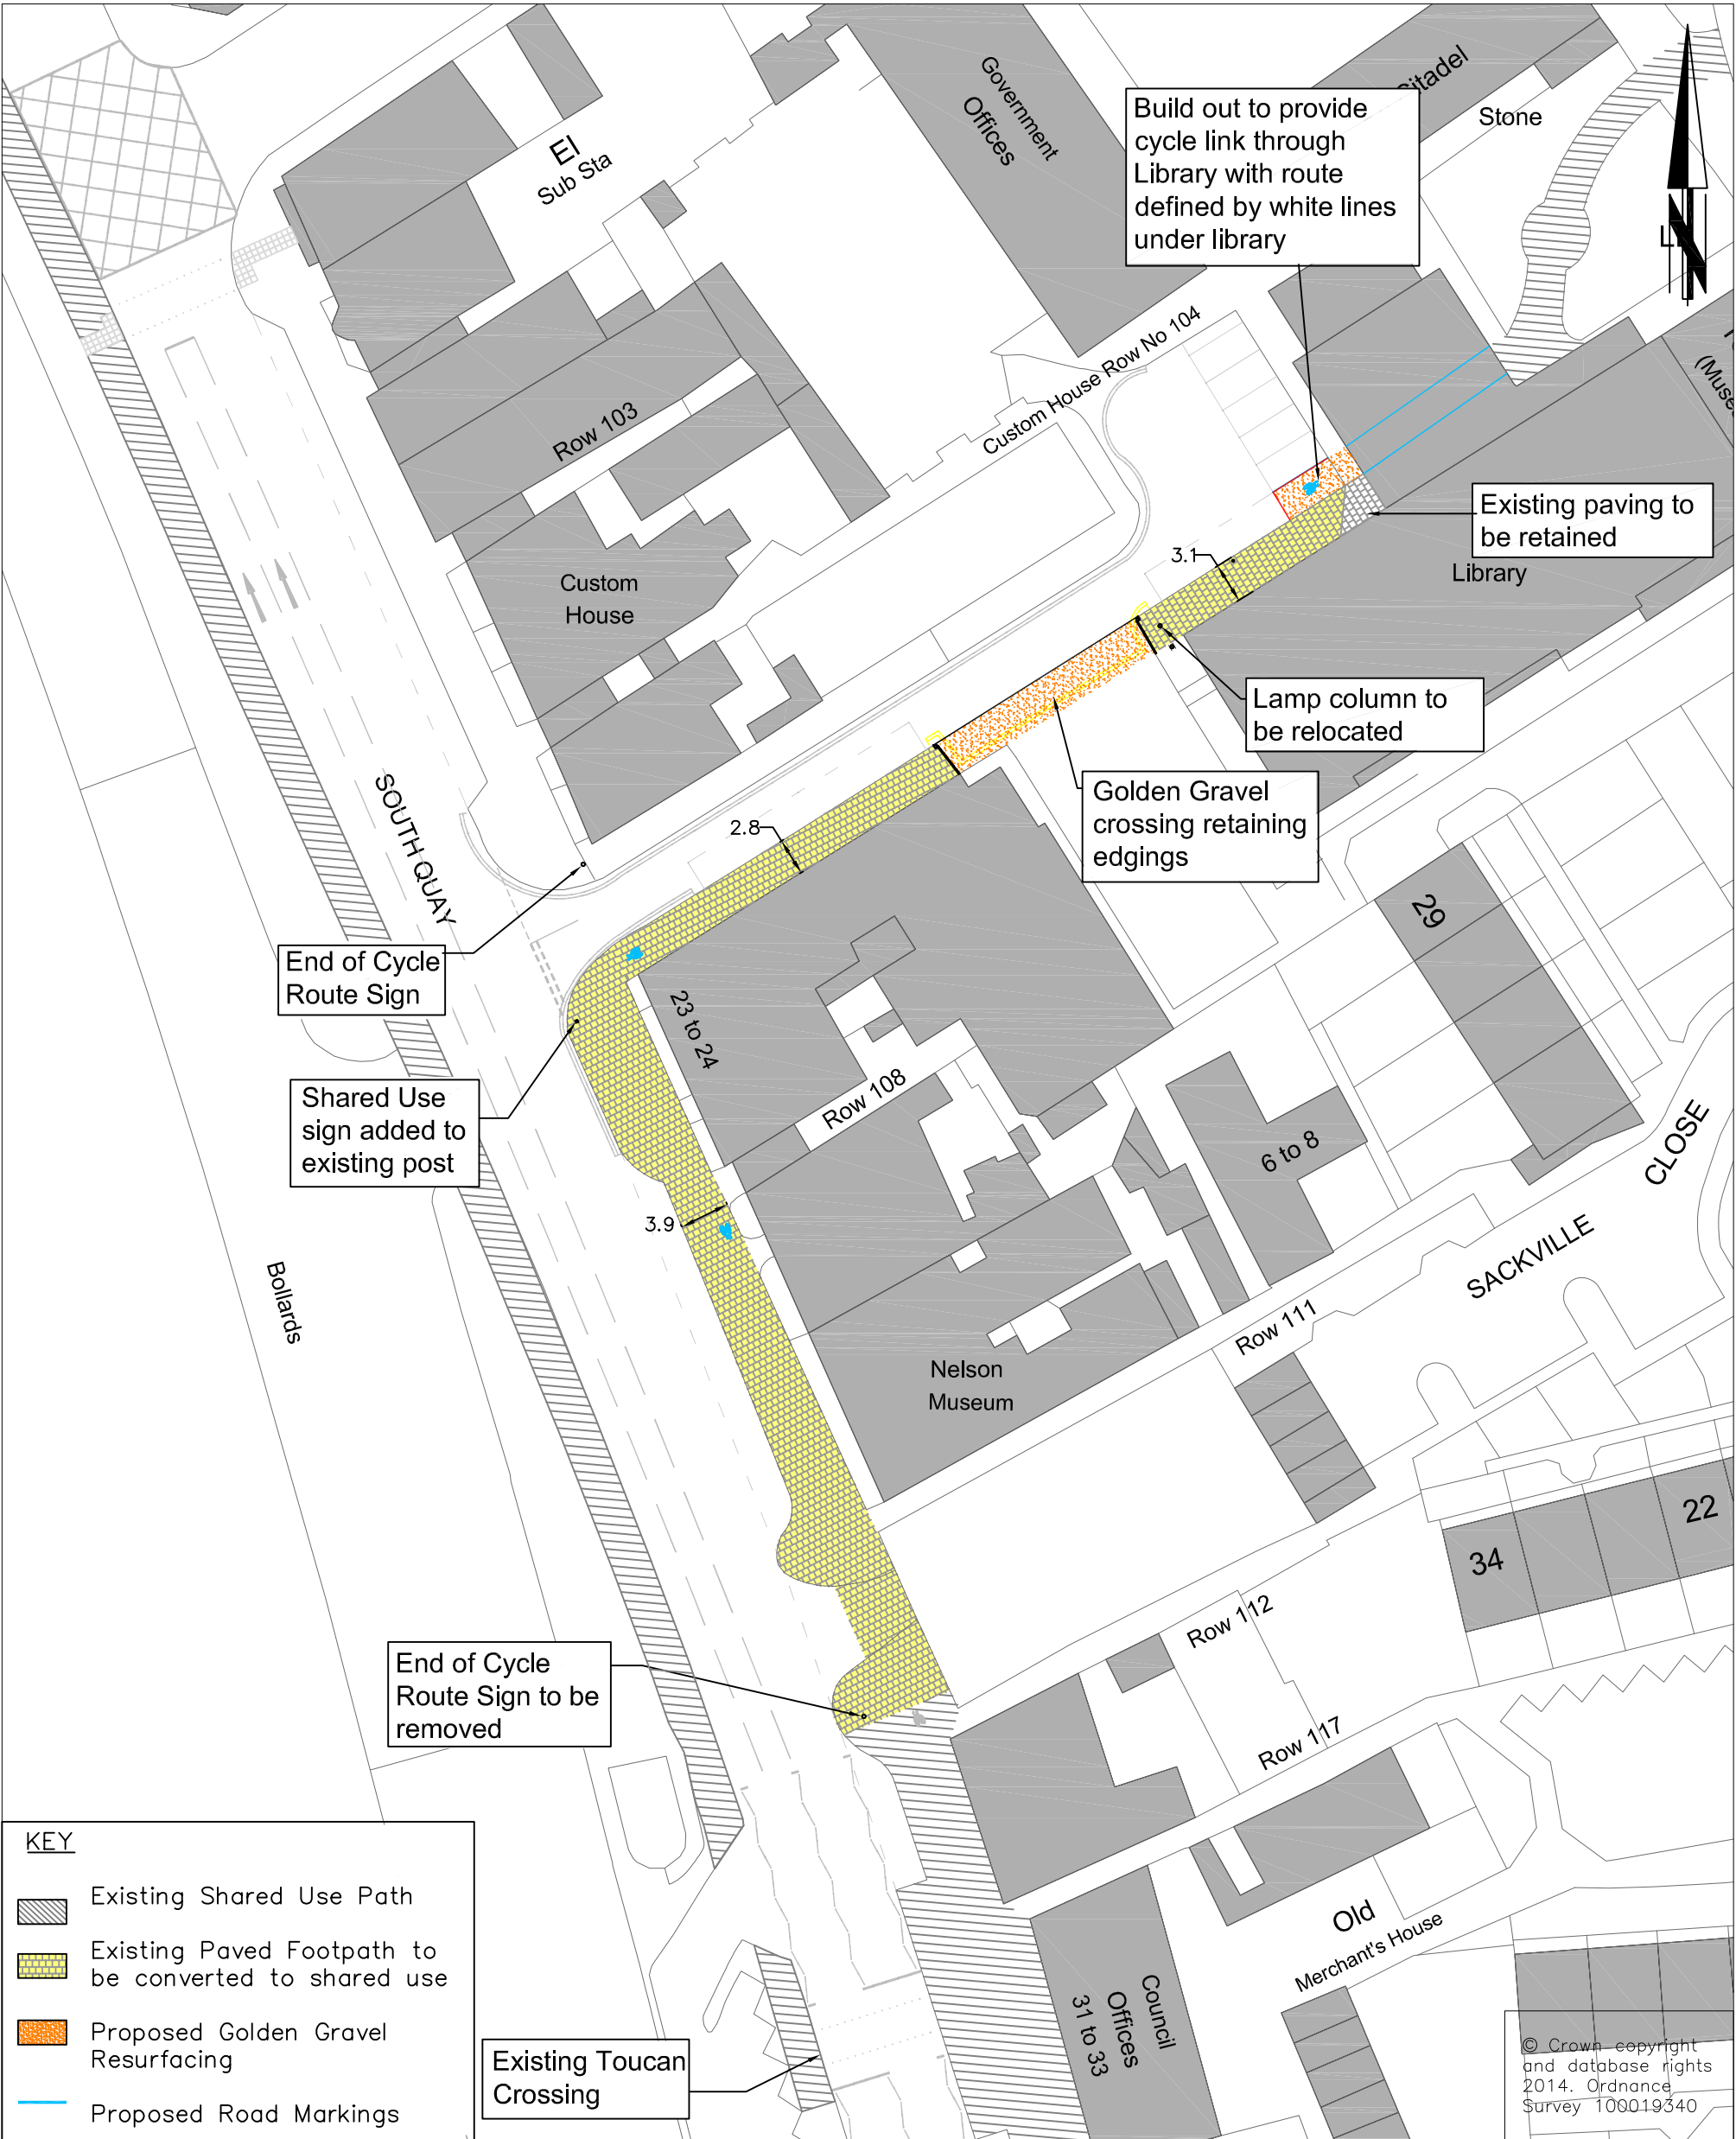 Government
Offices
Build out to provide
cycle link through
Library with route
defined by white lines
under library
Stone
El
Sub Sta
Custom House Row No 104
Row 103
Existing paving to
be retained
3.1
Library
Custom
House
Lamp column to
be relocated
Golden Gravel
crossing retaining
edgings
2.8
SOUTH QUAY
29
End of Cycle
Route Sign
23 to 24
Row 108
Shared Use
sign added to
existing post
6 to 8
CLOSE
3.9
SACKVILLE
Bollards
Row 111
Nelson
Museum
22
34
Row 112
End of Cycle
Route Sign to be
removed
Row 117
KEY
Existing Shared Use Path
Existing Paved Footpath to
be converted to shared use
Proposed Golden Gravel
Resurfacing
Proposed Road Markings
Existing Toucan
Crossing
Old
Merchant's House
Council
Offices
31 to 33
© Crown copyright
and database rights
2014. Ordnance
Survey 100019340